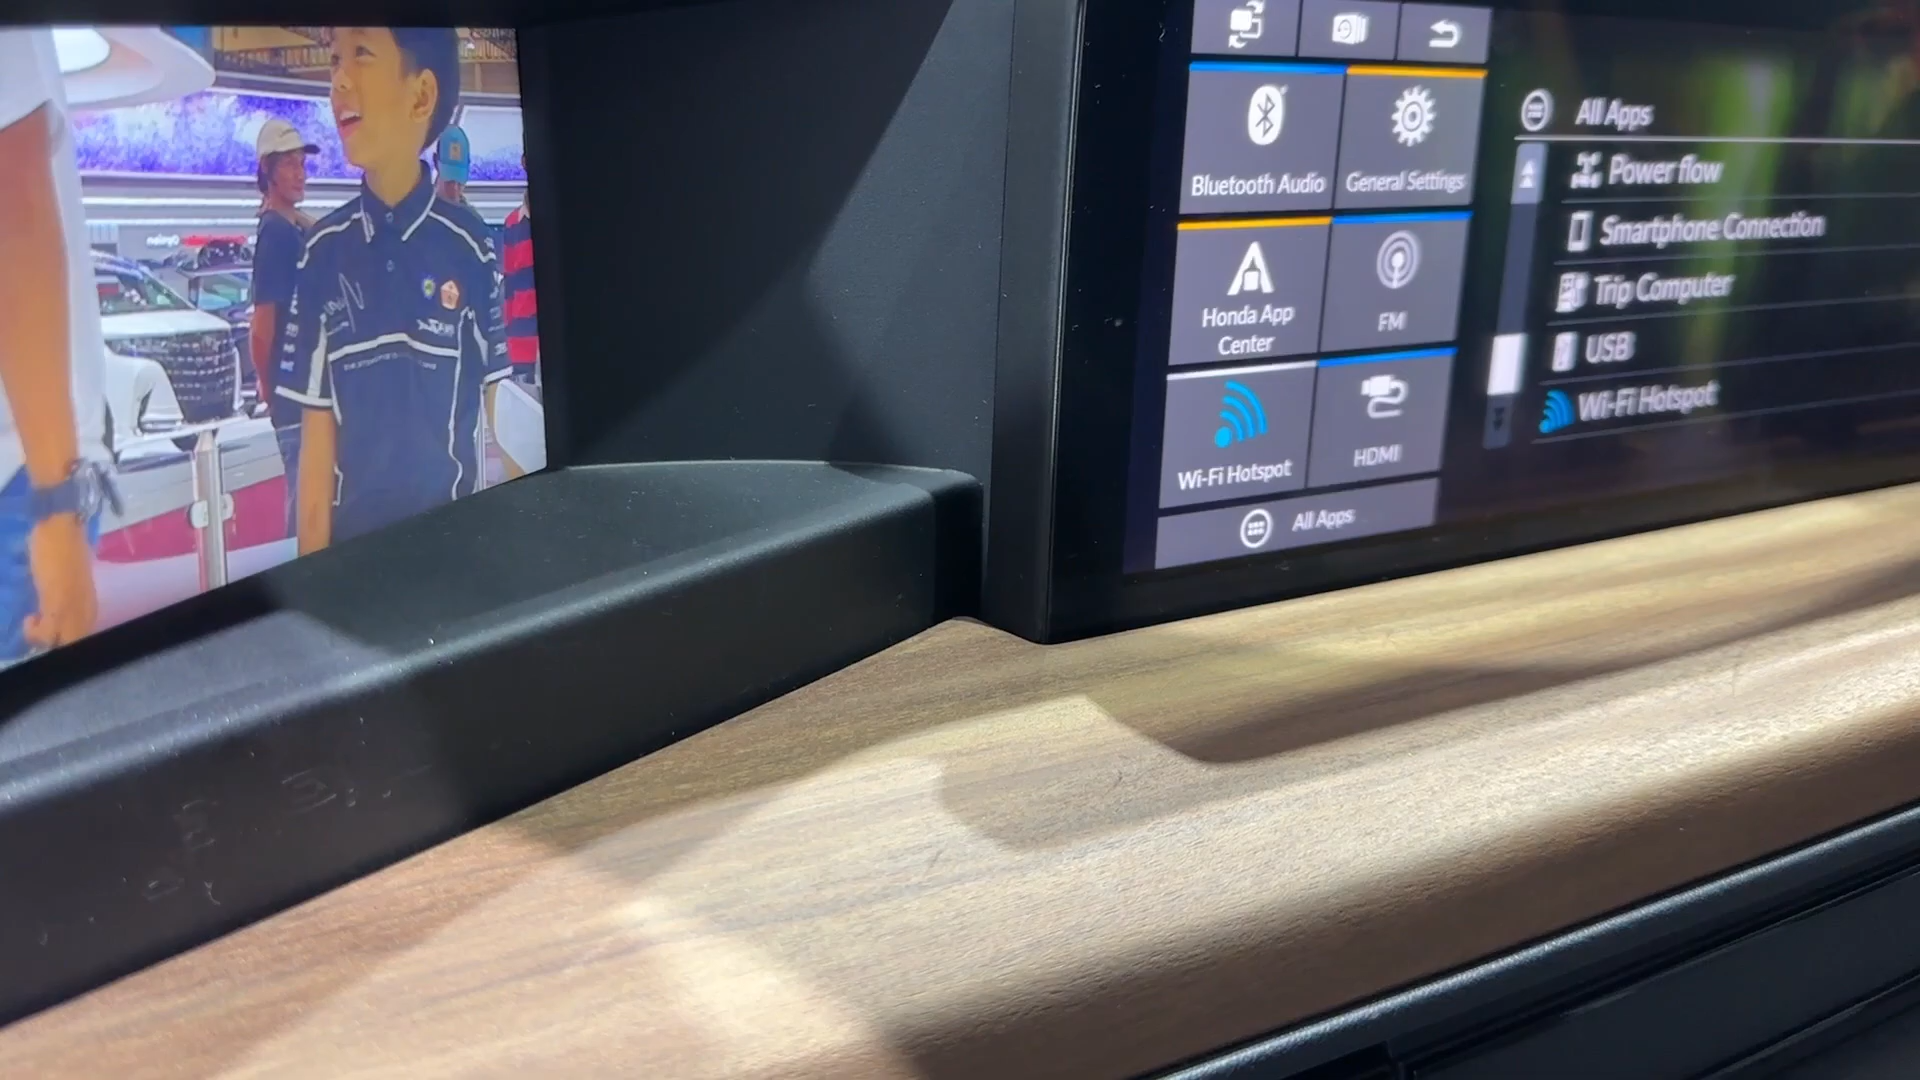 Bluetooth Audio
General Settings
Honda App
Center
FM
Wi-Fi Hotspot
HDMI
All Apps
All Apps
Power flow
Smartphone Connection
Trip Computer
USB
Wi-Fi Hotspot